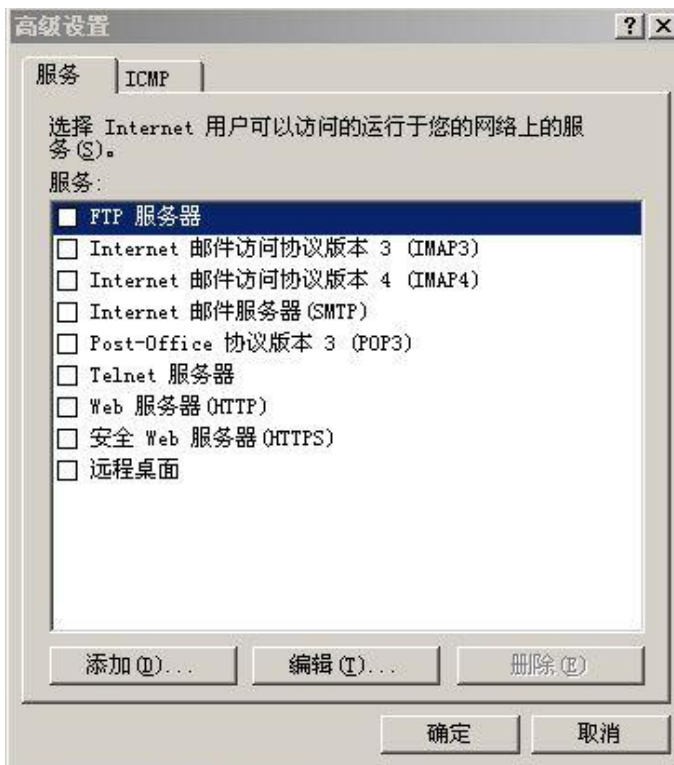 高级设置
服务
ICMP
选择 Internet 用户可以访问的运行于您的网络上的服
务(S)。
服务:
FTP 服务器
Internet 邮件访问协议版本 3 (IMAP3)
Internet 邮件访问协议版本 4 (IMAP4)
Internet 邮件服务器(SMTP)
Post-Office 协议版本 3 (POP3)
Telnet 服务器
Web 服务器(HTTP)
安全 Web 服务器(HTTPS)
远程桌面
添加(D)... 编辑(T)... 删除(E)
确定 取消